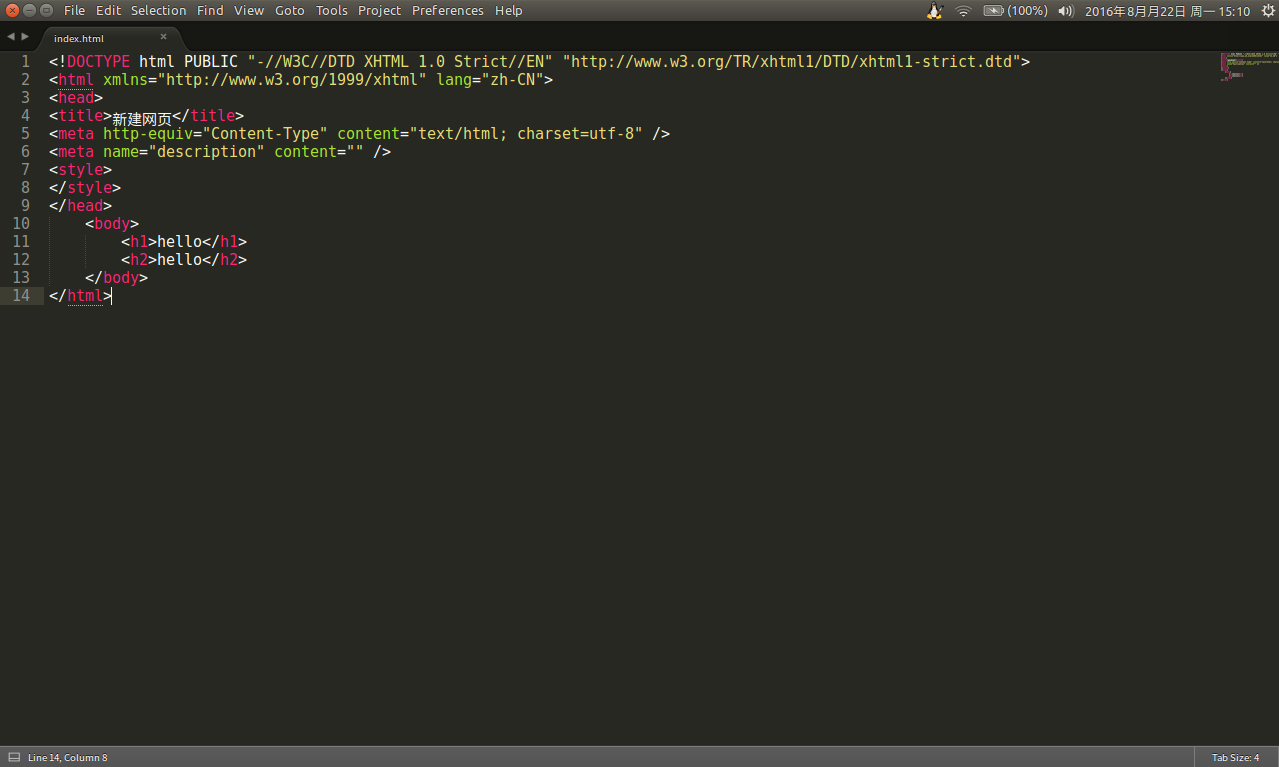 File Edit Selection Find View Goto Tools Project Preferences Help (100%) 2016年8月月22日 周一 15:10
index.html ×
1 <!DOCTYPE html PUBLIC "-//W3C//DTD XHTML 1.0 Strict//EN" "http://www.w3.org/TR/xhtml1/DTD/xhtml1-strict.dtd">
2 <html xmlns="http://www.w3.org/1999/xhtml" lang="zh-CN">
3 <head>
4 <title>新建网页</title>
5 <meta http-equiv="Content-Type" content="text/html; charset=utf-8" />
6 <meta name="description" content="" />
7 <style>
8 </style>
9 </head>
10     <body>
11         <h1>hello</h1>
12         <h2>hello</h2>
13     </body>
14 </html>
Line 14, Column 8 Tab Size: 4